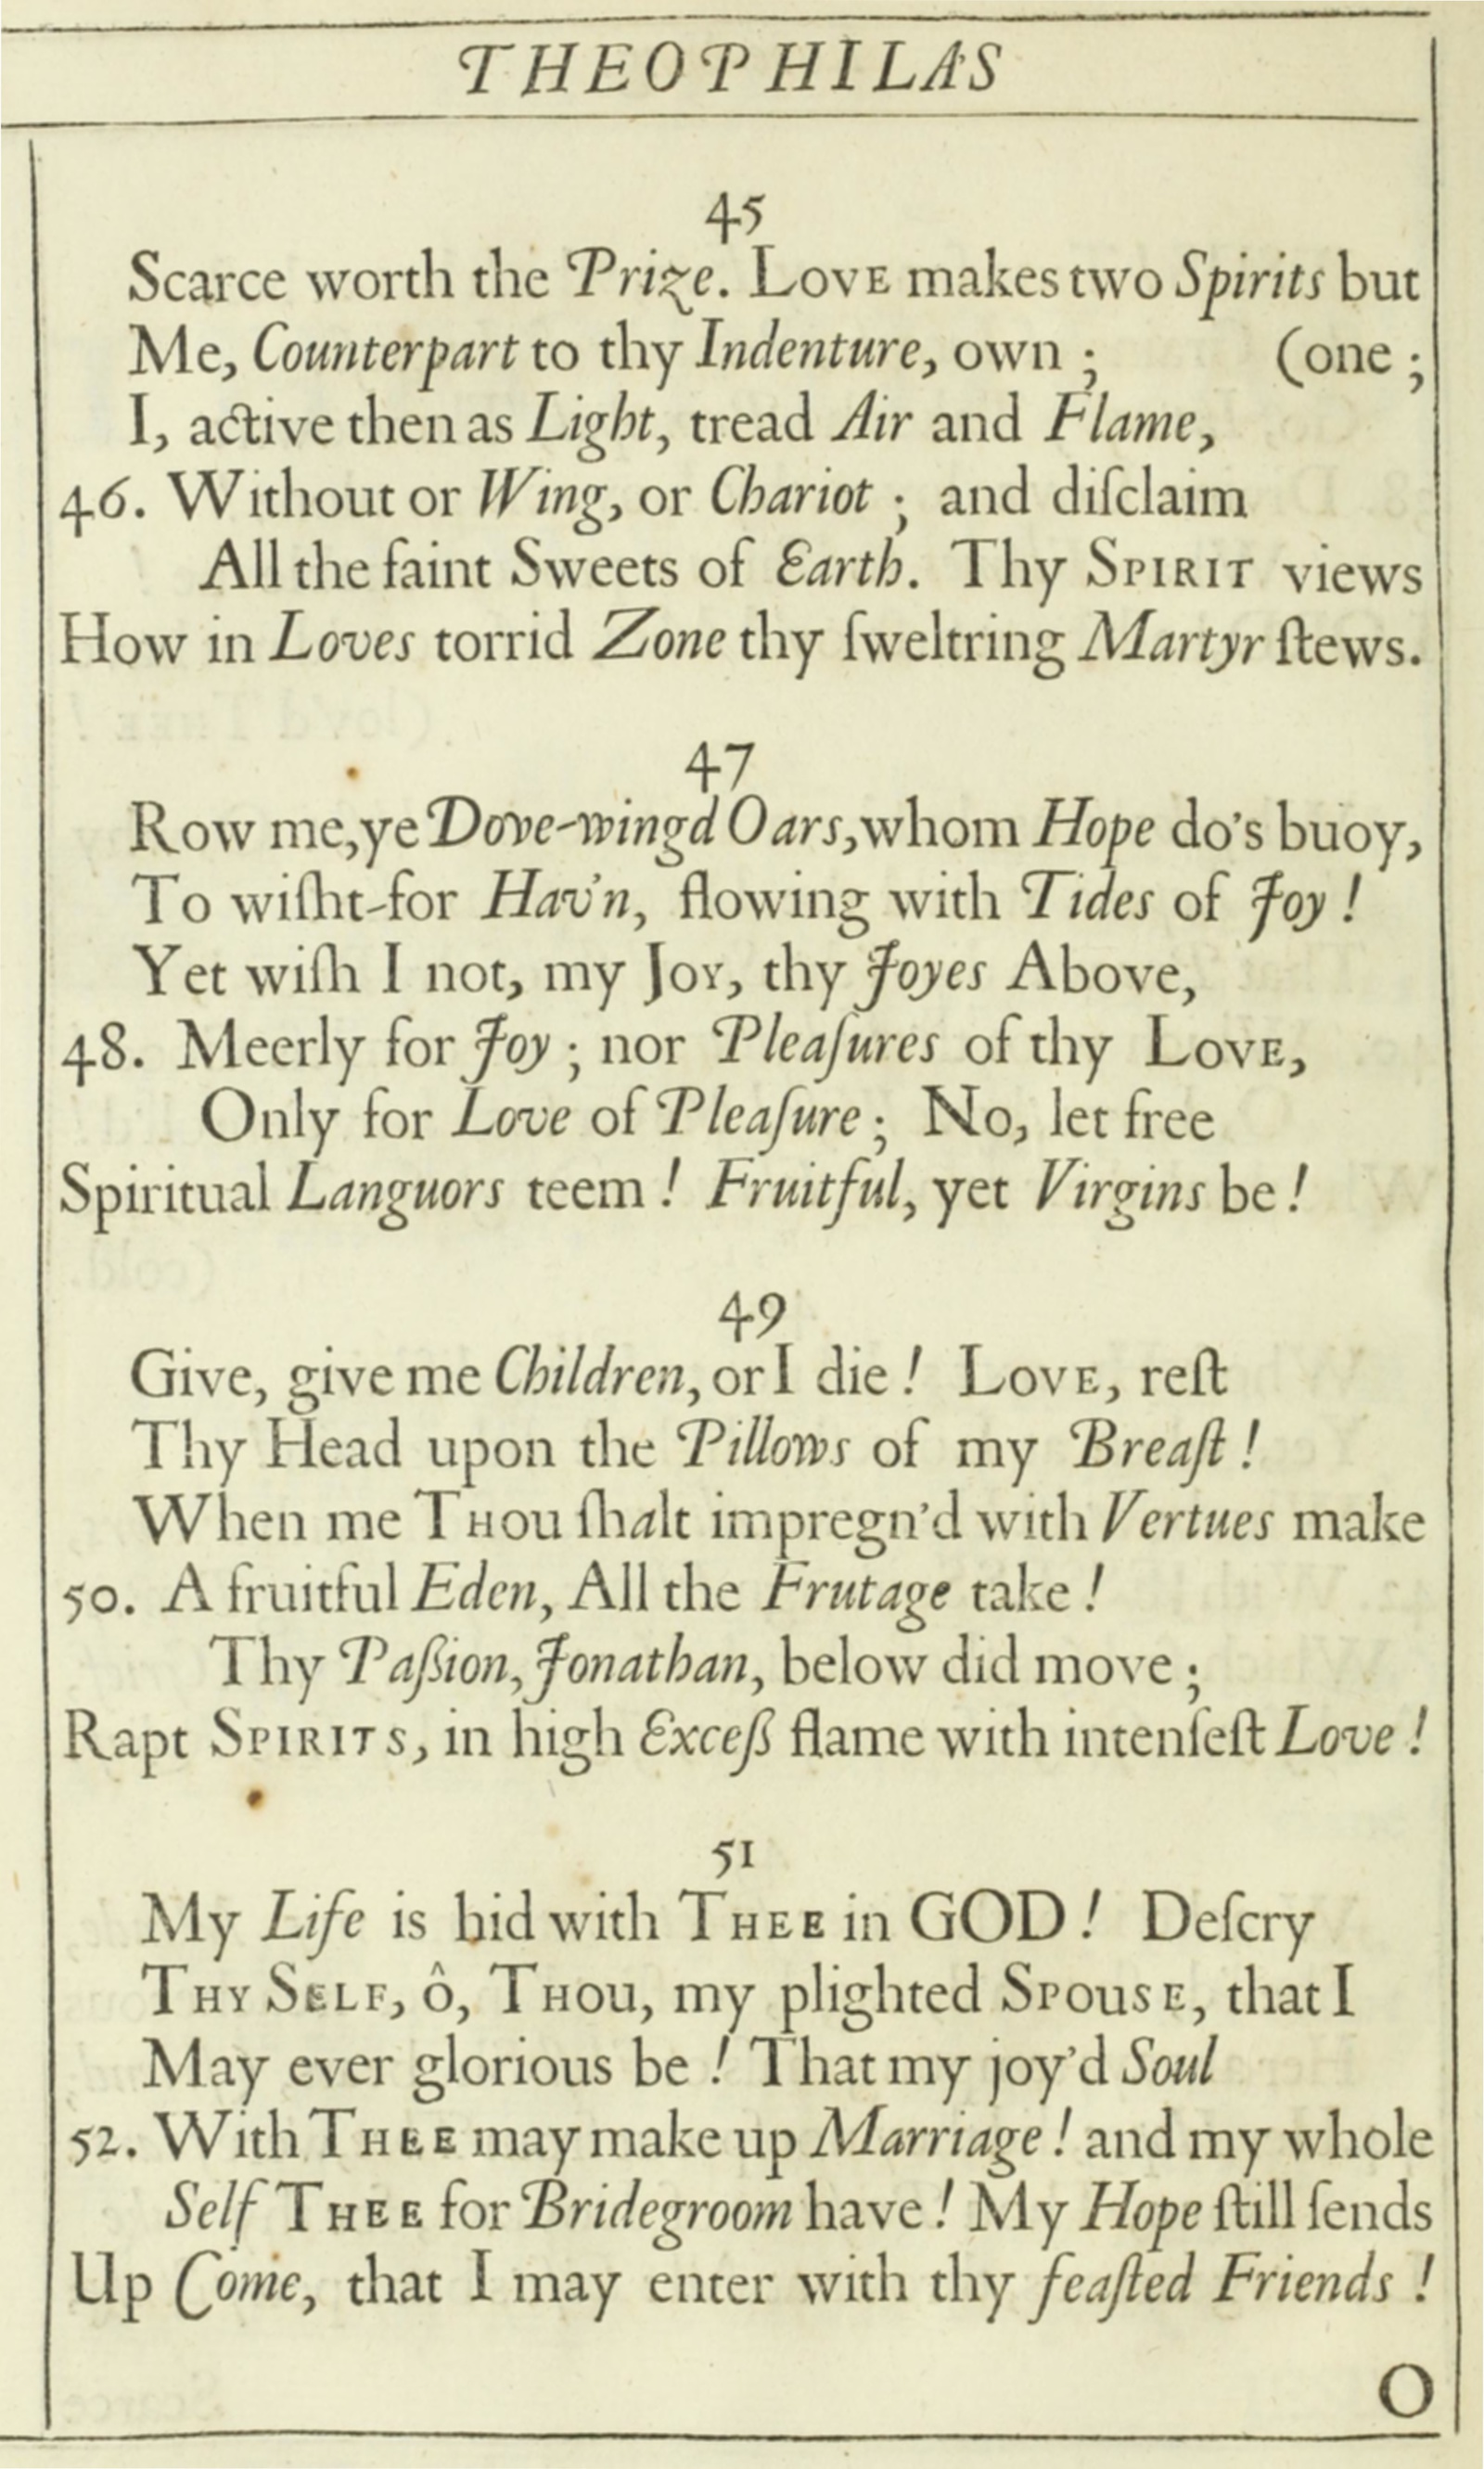 THEOPHILAS
45
Scarce worth the Prize. LOVE makes two Spirits but
Me, Counterpart to thy Indenture, own ; (one ;
I, active then as Light, tread Air and Flame,
46. Without or Wing, or Chariot ; and diſclaim
All the faint Sweets of Earth. Thy SPIRIT views
How in Loves torrid Zone thy ſweltring Martyr ſtews.
47
Row me,ye Dove-wingd Oars,whom Hope do's buoy,
To wiſht-for Hav'n, flowing with Tides of Joy !
Yet wiſh I not, my JOY, thy Joyes Above,
48. Meerly for Joy ; nor Pleaſures of thy LOVE,
Only for Love of Pleaſure ; No, let free
Spiritual Languors teem ! Fruitful, yet Virgins be !
49
Give, give me Children, or I die ! LOVE, reſt
Thy Head upon the Pillows of my Breaſt !
When me THOU ſhalt impregn'd with Vertues make
50. A fruitful Eden, All the Frutage take !
Thy Paßion, Jonathan, below did move ;
Rapt SPIRITS, in high Exceß flame with intenſeſt Love !
51
My Life is hid with THEE in GOD ! Deſcry
THY SELF, ô, THOU, my plighted SPOUSE, that I
May ever glorious be ! That my joy'd Soul
52. With THEE may make up Marriage ! and my whole
Self THEE for Bridegroom have ! My Hope ſtill ſends
Up Come, that I may enter with thy feaſted Friends !
O